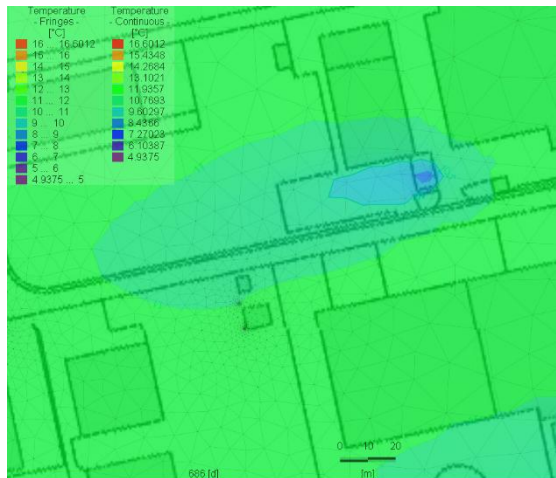 Temperature
- Fringes -
[°C]
16 ... 16.6012
15 ... 16
14 ... 15
13 ... 14
12 ... 13
11 ... 12
10 ... 11
9 ... 10
8 ... 9
7 ... 8
6 ... 7
5 ... 6
4.9375 ... 5
Temperature
- Continuous -
[°C]
16.6012
15.4348
14.2684
13.1021
11.9357
10.7693
9.60297
8.4366
7.27023
6.10387
4.9375
0 10 20
686 [d]
[m]